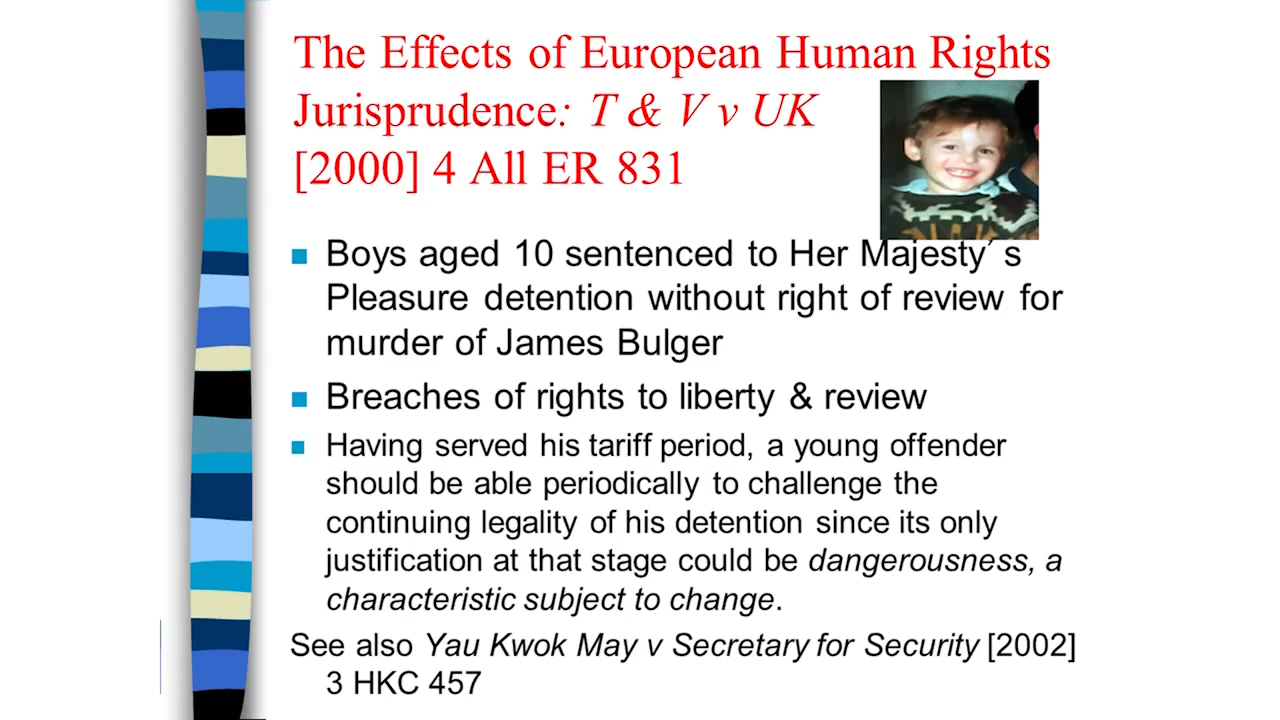 The Effects of European Human Rights
Jurisprudence: T & V v UK
[2000] 4 All ER 831
Boys aged 10 sentenced to Her Majesty’ s
Pleasure detention without right of review for
murder of James Bulger
Breaches of rights to liberty & review
Having served his tariff period, a young offender
should be able periodically to challenge the
continuing legality of his detention since its only
justification at that stage could be dangerousness, a
characteristic subject to change.
See also Yau Kwok May v Secretary for Security [2002]
3 HKC 457